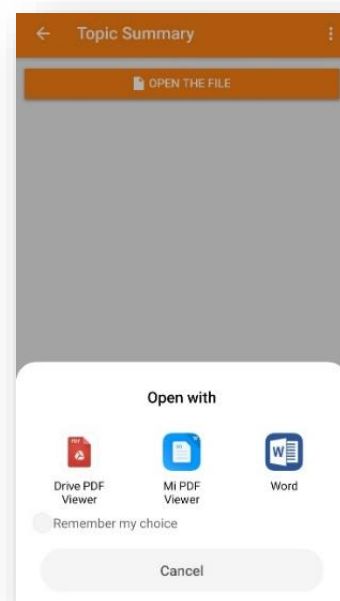 Topic Summary
OPEN THE FILE
Open with
Drive PDF Viewer
Mi PDF Viewer
Word
Remember my choice
Cancel